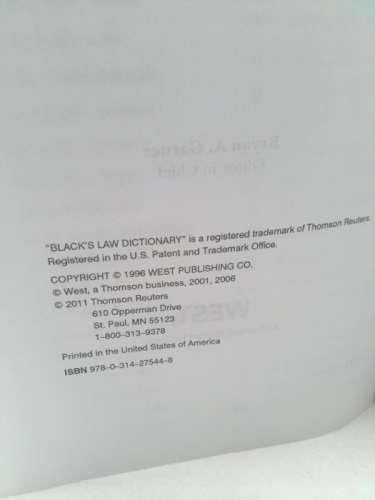 Bryan A. Garner
Editor in Chief
"BLACK'S LAW DICTIONARY" is a registered trademark of Thomson Reuters.
Registered in the U.S. Patent and Trademark Office.
COPYRIGHT © 1996 WEST PUBLISHING CO.
© West, a Thomson business, 2001, 2006
© 2011 Thomson Reuters
610 Opperman Drive
St. Paul, MN 55123
1–800–313–9378
WEST
Printed in the United States of America
ISBN 978–0–314–27544–8